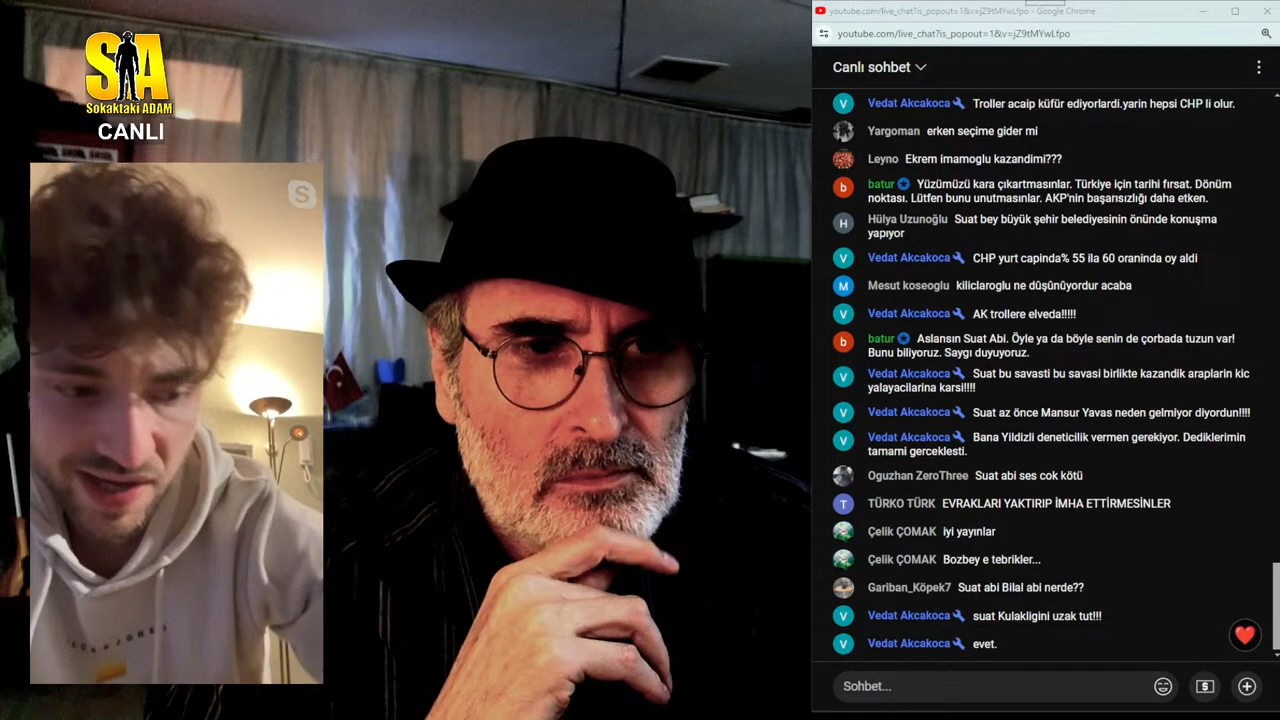 SA
Sokaktaki ADAM
CANLI
youtube.com/live_chat?is_popout=1&v=jZ9tMYwLfpo - Google Chrome
youtube.com/live_chat?is_popout=1&v=jZ9tMYwLfpo
Canlı sohbet
V Vedat Akcakoca Troller acaip küfür ediyorlardi.yarin hepsi CHP li olur.
Yargoman erken seçime gider mi
Leyno Ekrem imamoglu kazandimi???
b batur Yüzümüzü kara çıkartmasınlar. Türkiye için tarihi fırsat. Dönüm
noktası. Lütfen bunu unutmasınlar. AKP'nin başarısızlığı daha etken.
H Hülya Uzunoğlu Suat bey büyük şehir belediyesinin önünde konuşma
yapıyor
V Vedat Akcakoca CHP yurt capinda% 55 ila 60 oraninda oy aldi
M Mesut koseoglu kiliclaroglu ne düşünüyordur acaba
V Vedat Akcakoca AK trollere elveda!!!!!
b batur Aslansın Suat Abi. Öyle ya da böyle senin de çorbada tuzun var!
Bunu biliyoruz. Saygı duyuyoruz.
V Vedat Akcakoca Suat bu savasti bu savasi birlikte kazandik araplarin kic
yalayacilarina karsi!!!!
V Vedat Akcakoca Suat az önce Mansur Yavas neden gelmiyor diyordun!!!!
V Vedat Akcakoca Bana Yildizli deneticilik vermen gerekiyor. Dediklerimin
tamami gerceklesti.
Oguzhan ZeroThree Suat abi ses cok kötü
T TÜRKO TÜRK EVRAKLARI YAKTIRIP İMHA ETTİRMESİNLER
Çelik ÇOMAK iyi yayınlar
Çelik ÇOMAK Bozbey e tebrikler...
Gariban_Köpek7 Suat abi Bilal abi nerde??
V Vedat Akcakoca suat Kulakligini uzak tut!!!
V Vedat Akcakoca evet.
Sohbet...